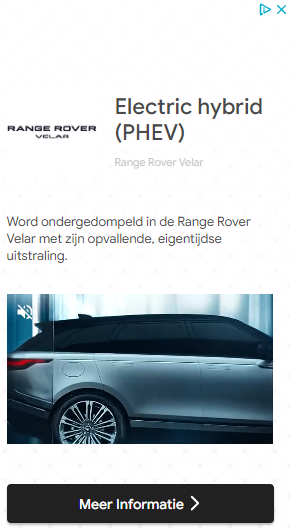 Electric hybrid
(PHEV)
RANGE ROVER
VELAR
Range Rover Velar
Word ondergedompeld in de Range Rover
Velar met zijn opvallende, eigentijdse
uitstraling.
Meer Informatie